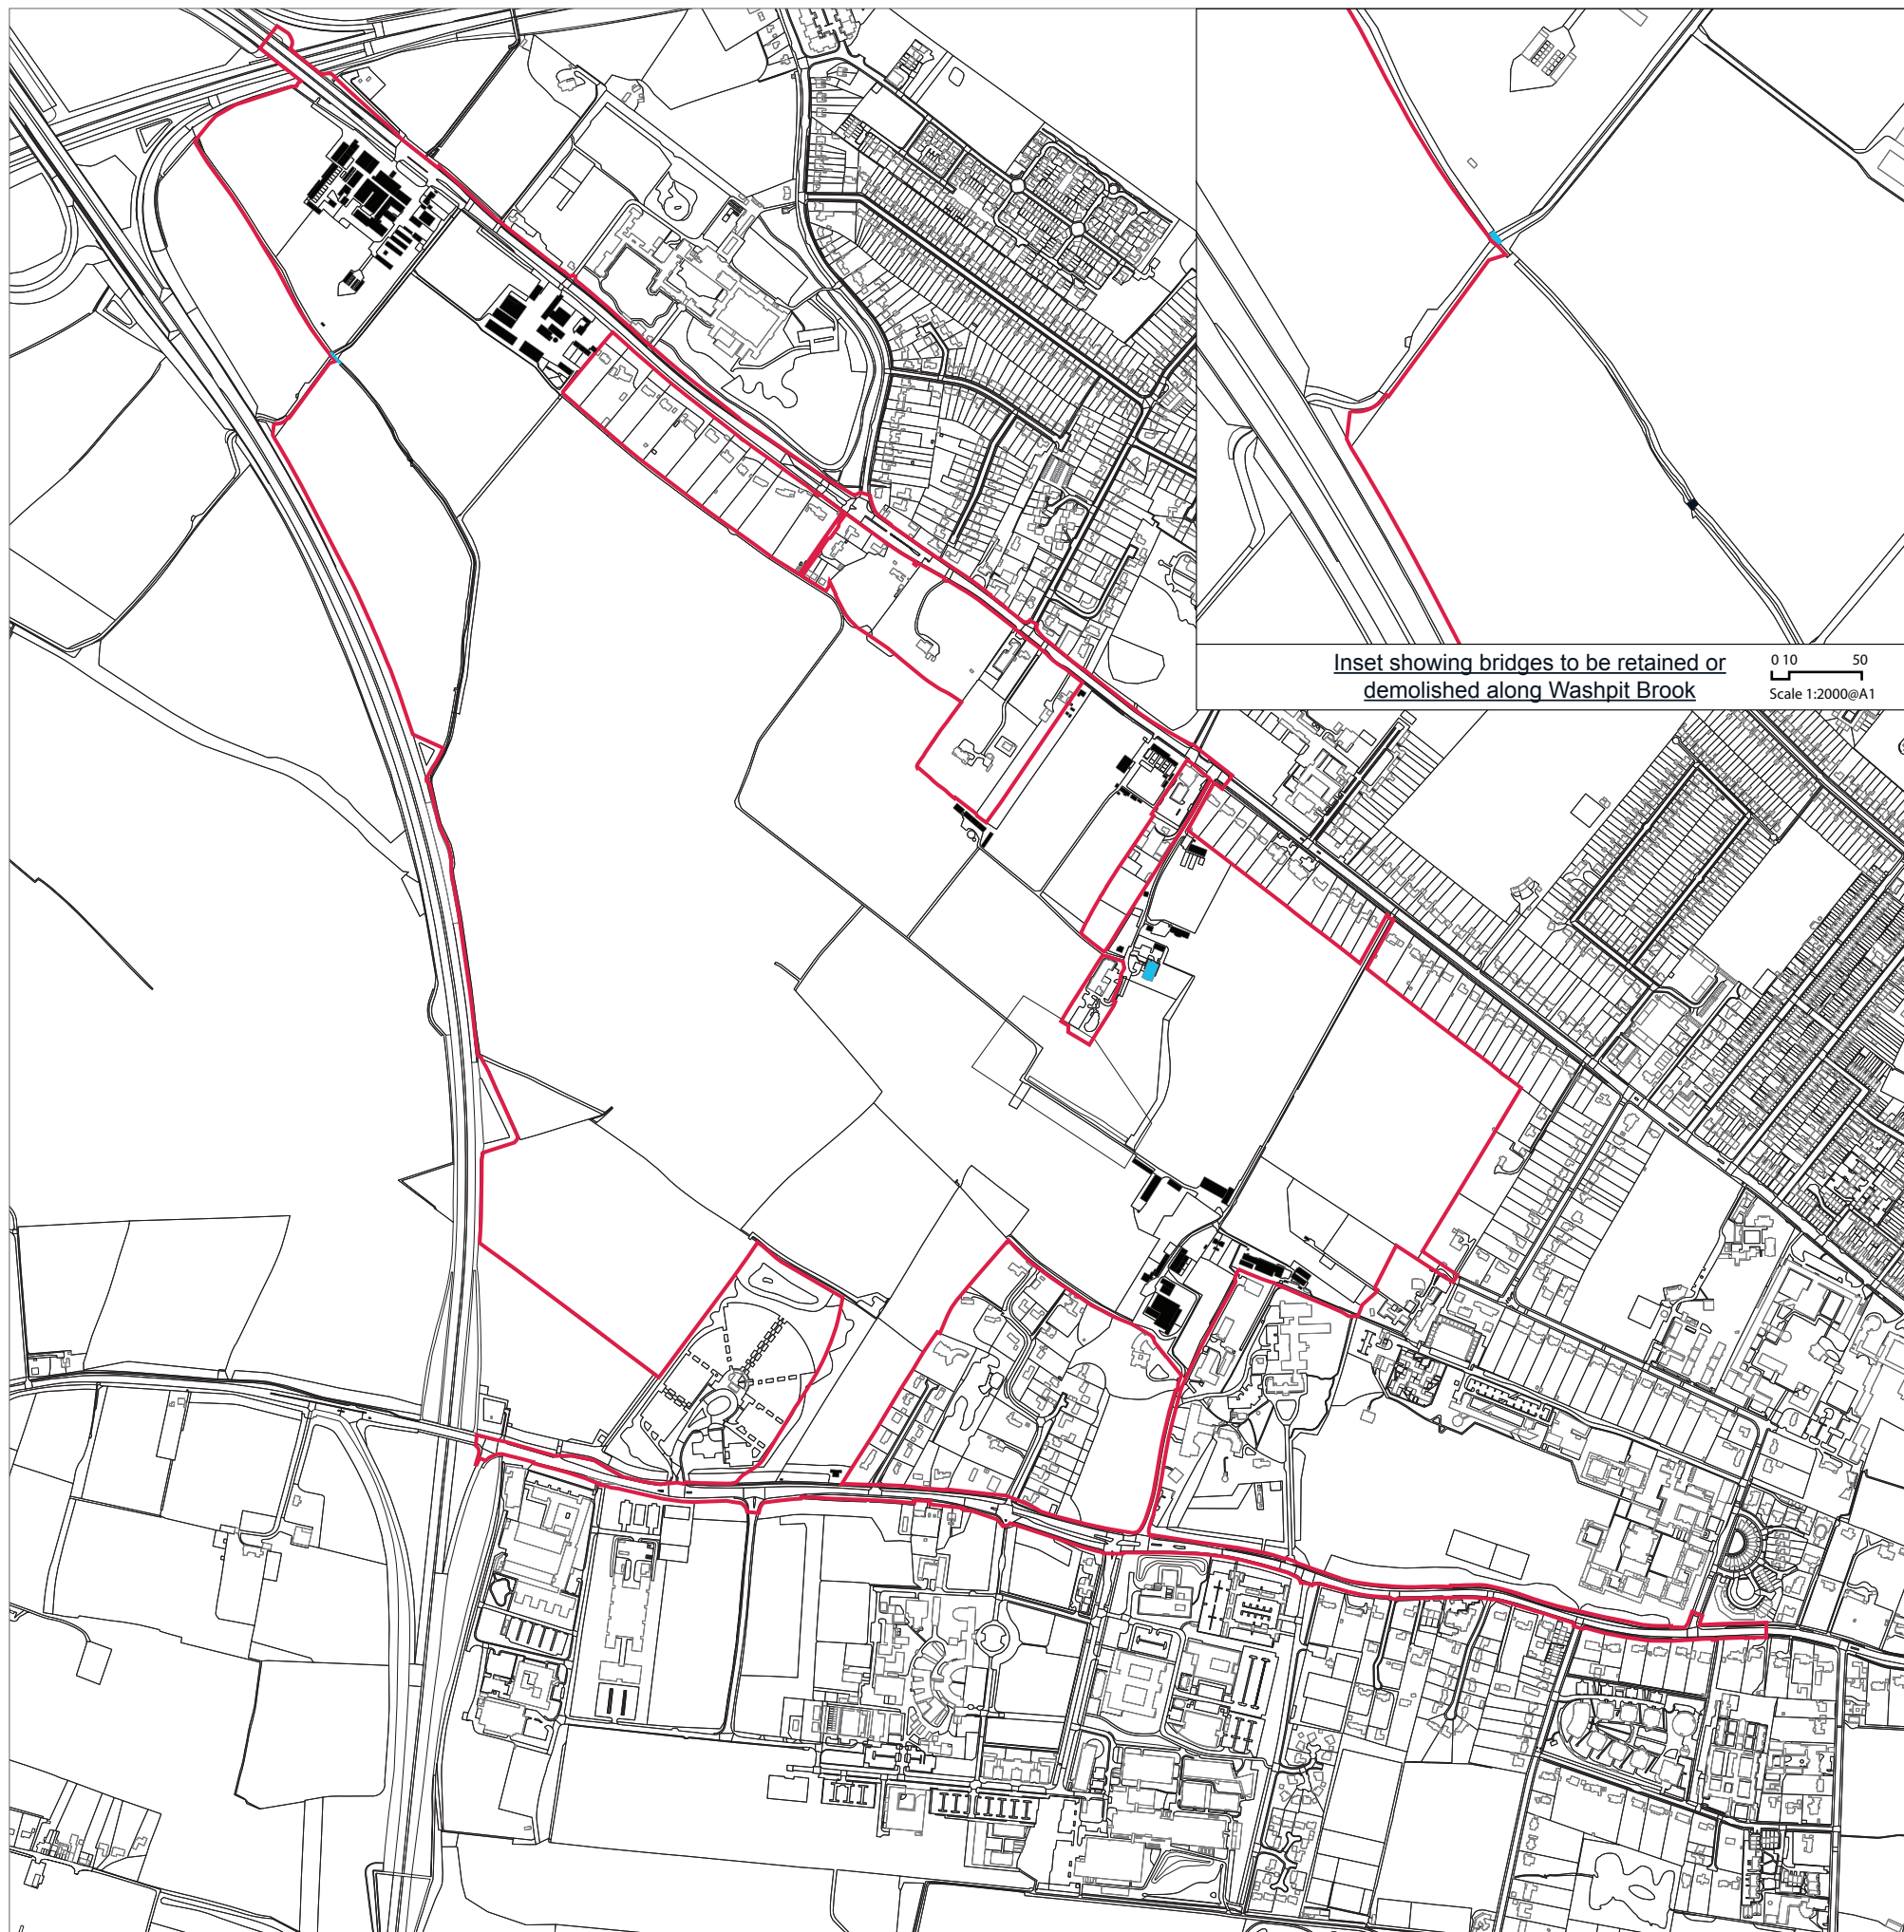 Inset showing bridges to be retained or
demolished along Washpit Brook
0 10 50
Scale 1:2000@A1